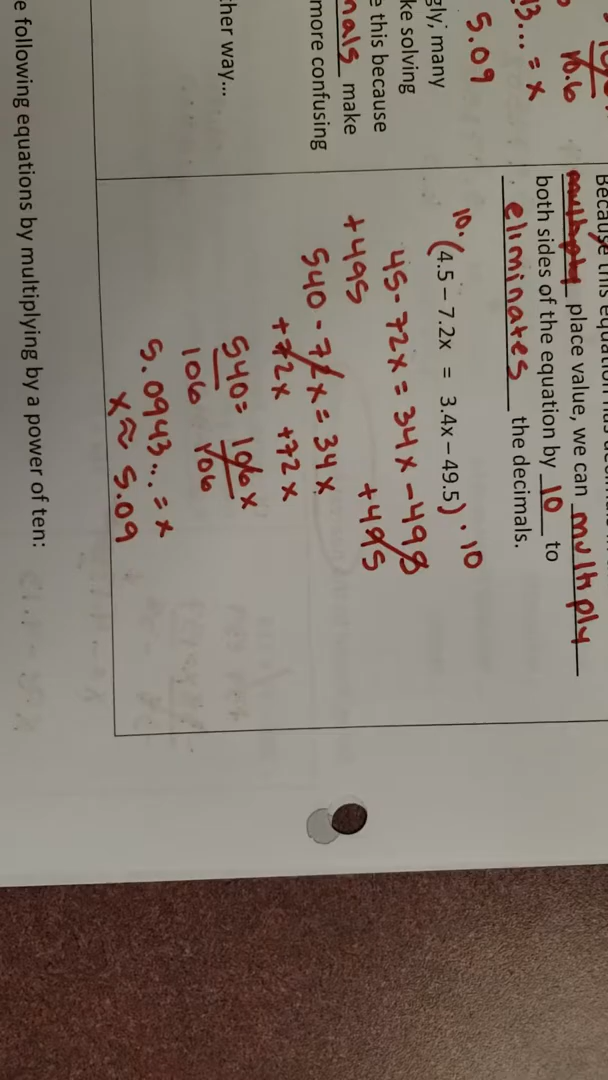 10.6
13... = x
5.09
gly, many
ke solving
e this because
nals make
more confusing
her way...
Because this equation has
multiply place value, we can multiply
both sides of the equation by 10 to
eliminates the decimals.
10·(4.5 – 7.2x = 3.4x – 49.5)·10
45-72x = 34x -495
+495 +495
540 - 72x = 34x
+72x +72x
540 = 106x
106 106
5.0943... = x
x ≈ 5.09
e following equations by multiplying by a power of ten: